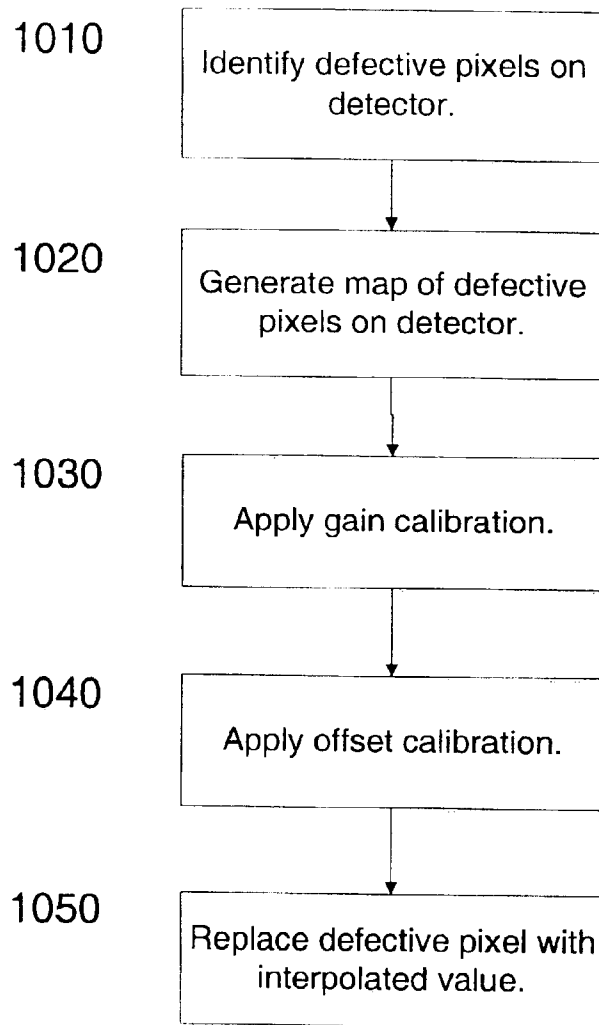 1010
Identify defective pixels on
detector.
1020
Generate map of defective
pixels on detector.
1030
Apply gain calibration.
1040
Apply offset calibration.
1050
Replace defective pixel with
interpolated value.